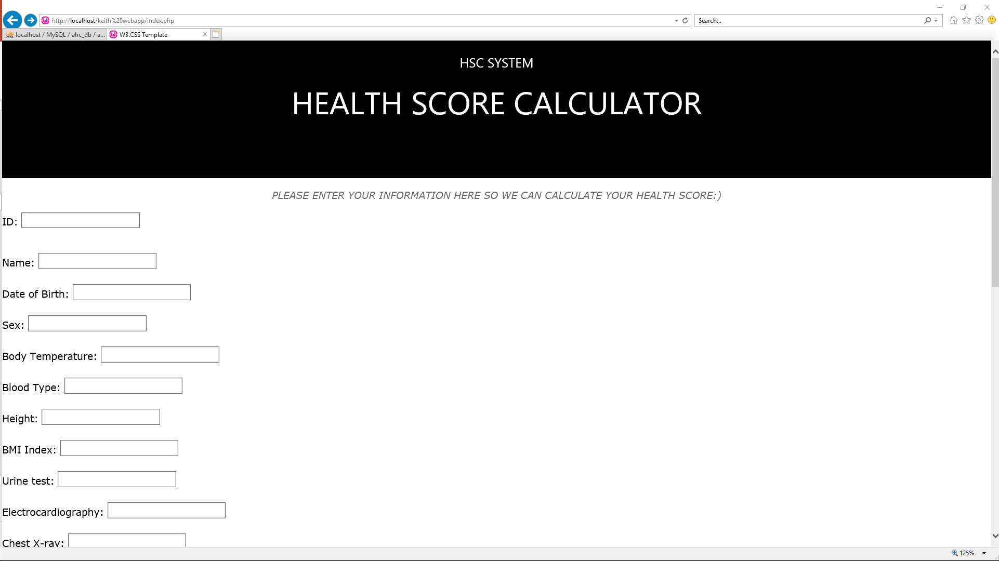 http://localhost/keith%20webapp/index.php
Search...
localhost / MySQL / ahc_db / a...
W3.CSS Template
HSC SYSTEM
HEALTH SCORE CALCULATOR
PLEASE ENTER YOUR INFORMATION HERE SO WE CAN CALCULATE YOUR HEALTH SCORE:)
ID:
Name:
Date of Birth:
Sex:
Body Temperature:
Blood Type:
Height:
BMI Index:
Urine test:
Electrocardiography:
Chest X-ray:
125%